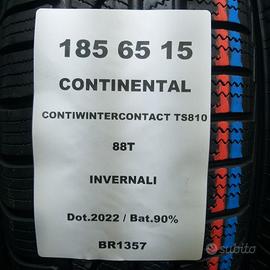 185 65 15
CONTINENTAL
CONTIWINTERCONTACT TS810
88T
INVERNALI
Dot.2022 / Bat.90%
BR1357
subito